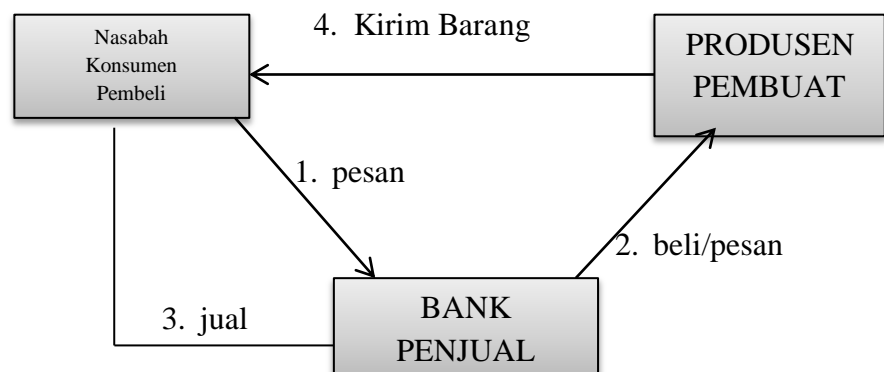 4. Kirim Barang
Nasabah
Konsumen
Pembeli
PRODUSEN
PEMBUAT
1. pesan
2. beli/pesan
3. jual
BANK
PENJUAL